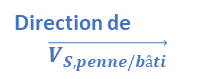 Direction de
V_{S,penne/bâti}